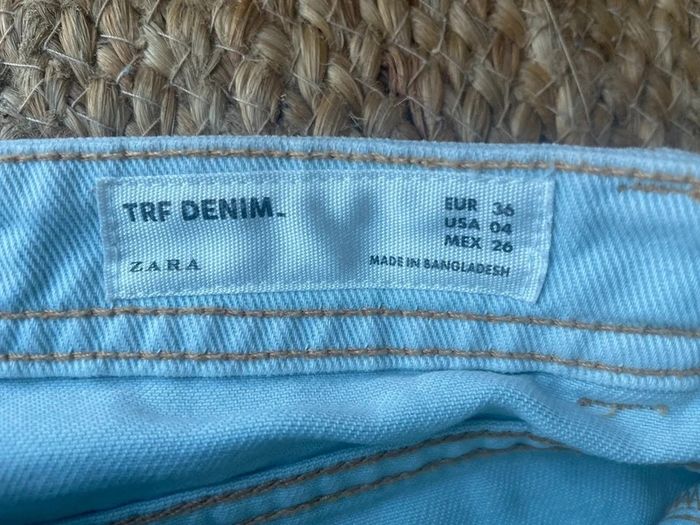 TRF DENIM.
ZARA
EUR 36
USA 04
MEX 26
MADE IN BANGLADESH